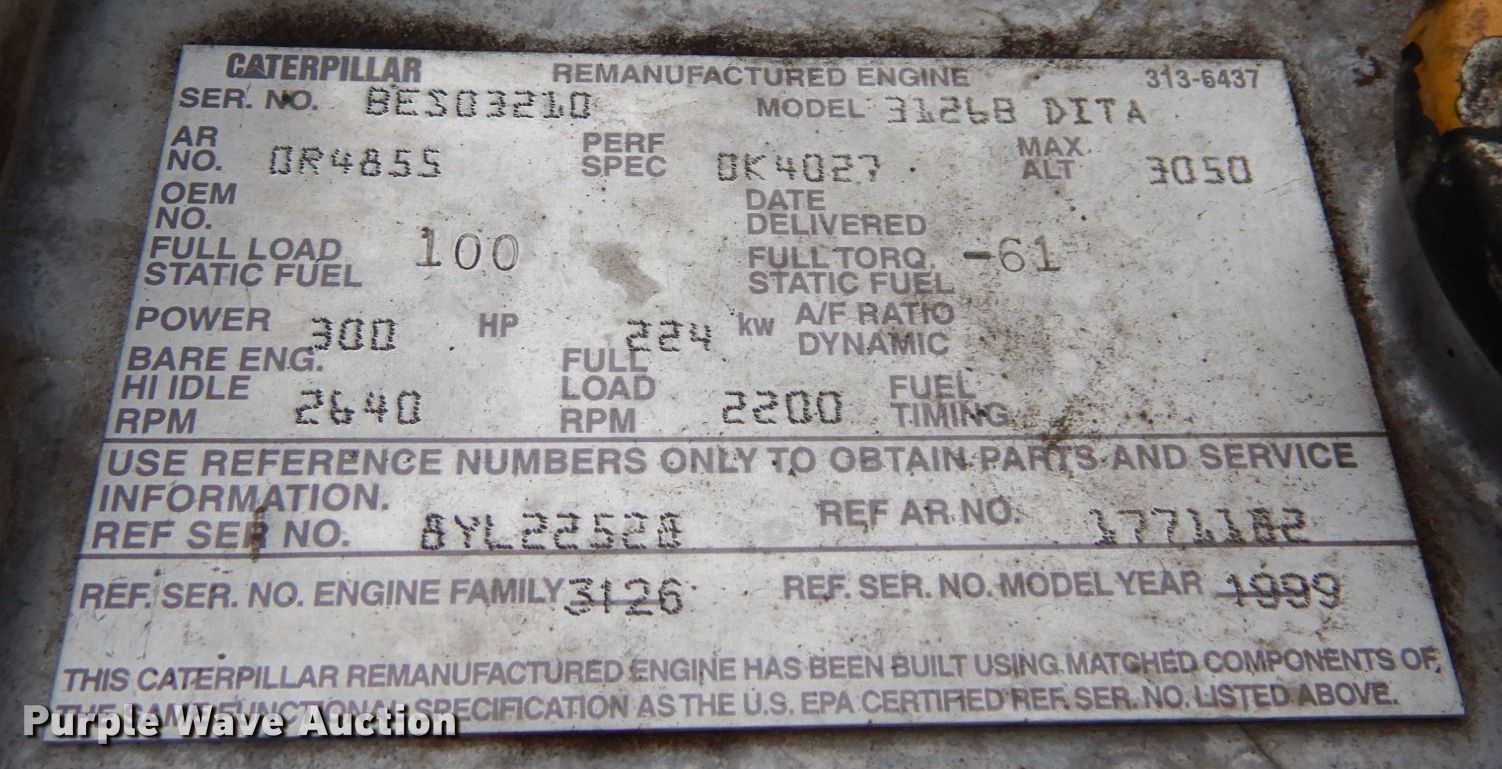 CATERPILLAR REMANUFACTURED ENGINE 313-6437
SER. NO. BES03210 MODEL 3126B DITA
AR NO. 0R4855 PERF SPEC 0K4027 MAX ALT 3050
OEM NO. DATE DELIVERED
FULL LOAD STATIC FUEL 100 FULL TORQ STATIC FUEL -61
POWER 300 HP 224 kW A/F RATIO DYNAMIC
BARE ENG. HI IDLE RPM 2640 FULL LOAD RPM 2200 FUEL TIMING
USE REFERENCE NUMBERS ONLY TO OBTAIN PARTS AND SERVICE
INFORMATION.
REF SER NO. 8YL22528 REF AR NO. 1771182
REF. SER. NO. ENGINE FAMILY 3126 REF. SER. NO. MODEL YEAR 1999
THIS CATERPILLAR REMANUFACTURED ENGINE HAS BEEN BUILT USING MATCHED COMPONENTS OF
THE SAME FUNCTIONAL SPECIFICATION AS THE U.S. EPA CERTIFIED REF. SER. NO. LISTED ABOVE.
Purple Wave Auction